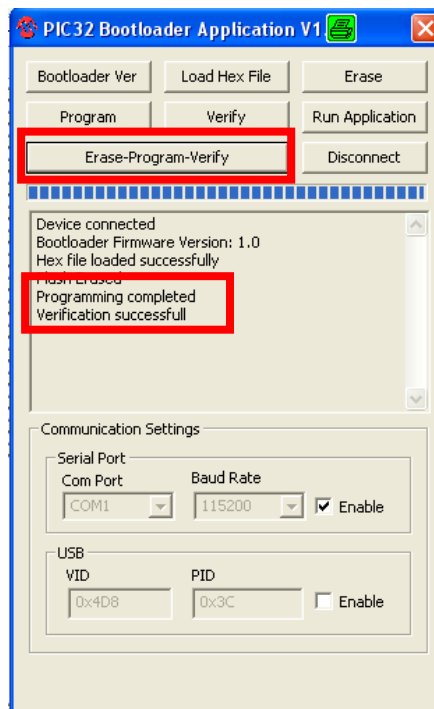 PIC32 Bootloader Application V1
Bootloader Ver
Load Hex File
Erase
Program
Verify
Run Application
Erase-Program-Verify
Disconnect
Device connected
Bootloader Firmware Version: 1.0
Hex file loaded successfully
Flash Erased
Programming completed
Verification successfull
Communication Settings
Serial Port
Com Port
Baud Rate
COM1
115200
Enable
USB
VID
PID
0x4D8
0x3C
Enable